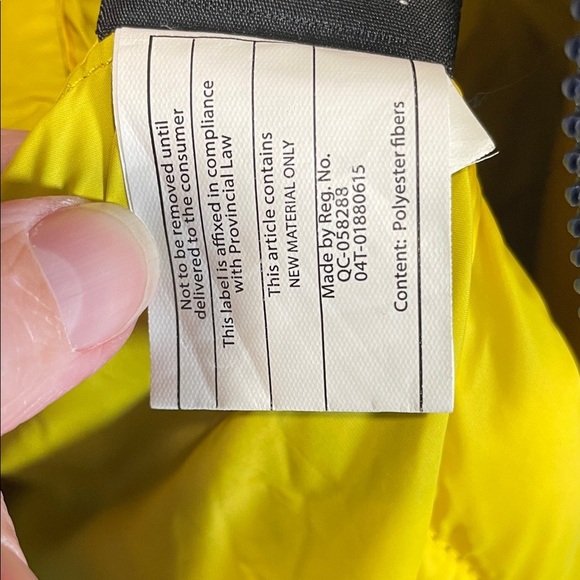 Not to be removed until
delivered to the consumer
This label is affixed in compliance
with Provincial Law
This article contains
NEW MATERIAL ONLY
Made by Reg. No.
QC-058288
04T-01880615
Content: Polyester fibers